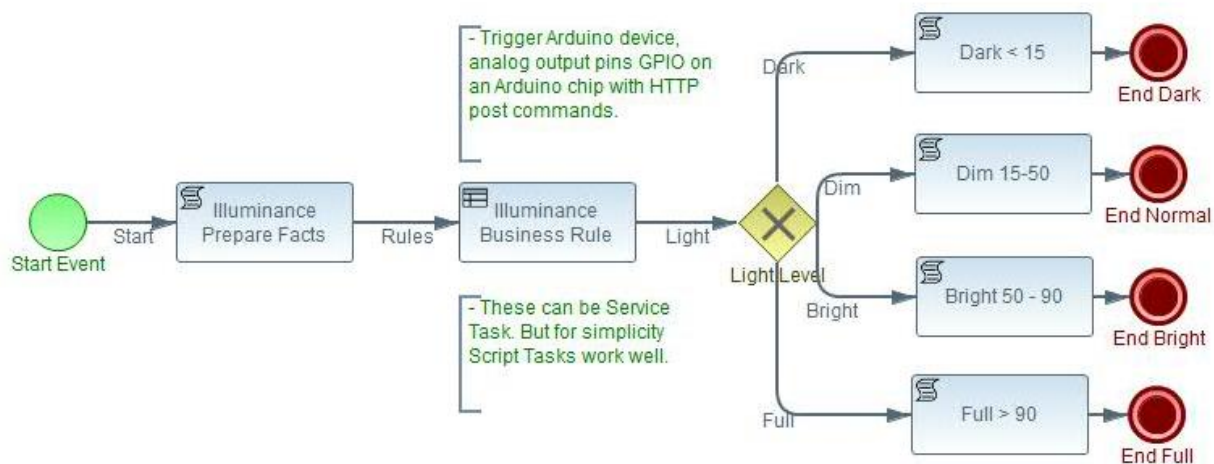 - Trigger Arduino device,
analog output pins GPIO on
an Arduino chip with HTTP
post commands.
Start Event
Start
Illuminance
Prepare Facts
Rules
Illuminance
Business Rule
Light
Light Level
- These can be Service
Task. But for simplicity
Script Tasks work well.
Dark
Dark < 15
End Dark
Dim
Dim 15-50
End Normal
Bright
Bright 50 - 90
End Bright
Full
Full > 90
End Full